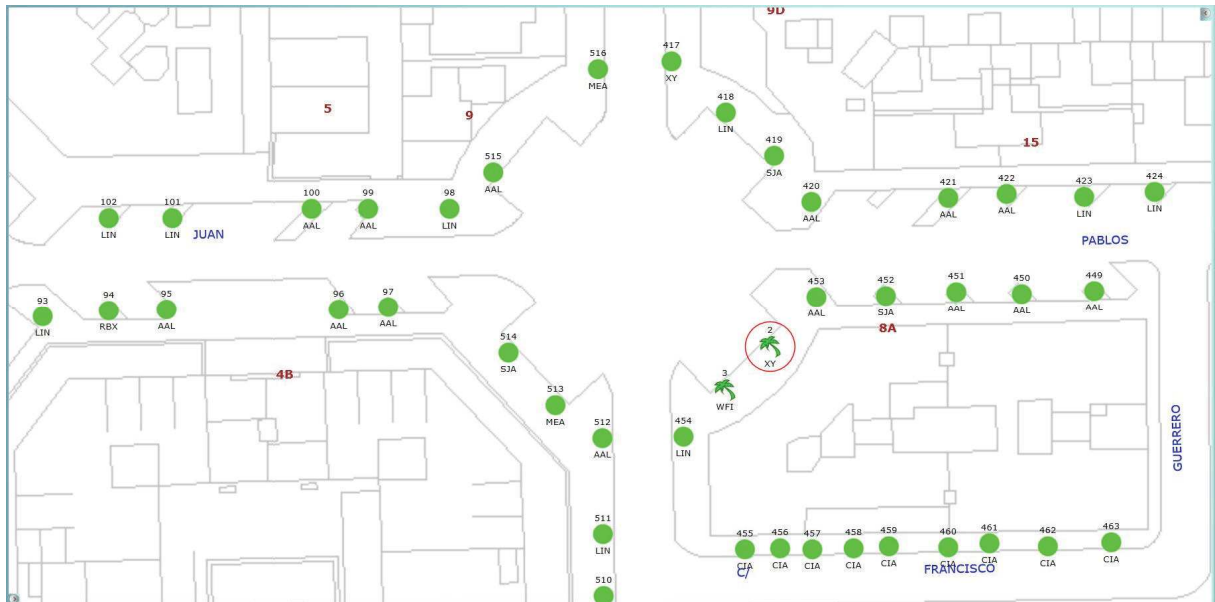 9D
516
MEA
417
XY
5
9
418
LIN
15
419
SJA
515
AAL
102
LIN
101
LIN
100
AAL
99
AAL
98
LIN
420
AAL
421
AAL
422
AAL
423
LIN
424
LIN
JUAN
PABLOS
93
LIN
94
RBX
95
AAL
96
AAL
97
AAL
453
AAL
452
SJA
451
AAL
450
AAL
449
AAL
8A
514
SJA
2
XY
4B
3
WFI
513
MEA
512
AAL
454
LIN
GUERRERO
511
LIN
455
CIA
456
CIA
457
CIA
458
CIA
459
CIA
460
CIA
461
CIA
462
CIA
463
CIA
C/
FRANCISCO
510